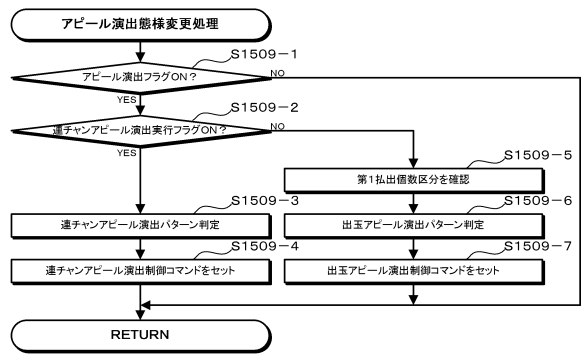 アピール演出態様変更処理
S1509-1
アピール演出フラグON?
NO
YES
S1509-2
連チャンアピール演出実行フラグON?
NO
YES
S1509-5
第1払出個数区分を確認
S1509-3
連チャンアピール演出パターン判定
S1509-6
出玉アピール演出パターン判定
S1509-4
連チャンアピール演出制御コマンドをセット
S1509-7
出玉アピール演出制御コマンドをセット
RETURN